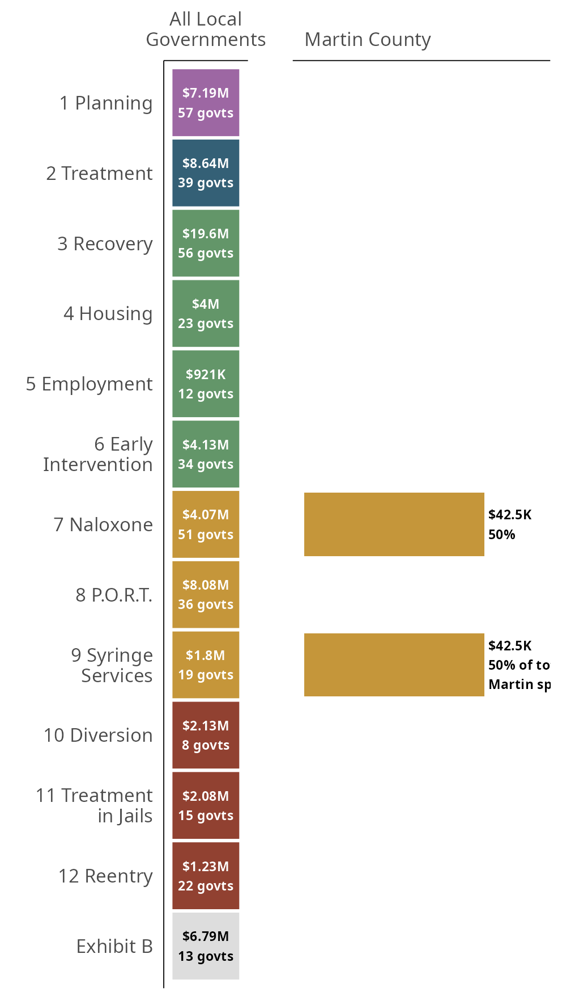 All Local
Governments
Martin County
1 Planning
$7.19M
57 govts
2 Treatment
$8.64M
39 govts
3 Recovery
$19.6M
56 govts
4 Housing
$4M
23 govts
5 Employment
$921K
12 govts
6 Early
Intervention
$4.13M
34 govts
7 Naloxone
$4.07M
51 govts
$42.5K
50%
8 P.O.R.T.
$8.08M
36 govts
9 Syringe
Services
$1.8M
19 govts
$42.5K
50% of to
Martin sp
10 Diversion
$2.13M
8 govts
11 Treatment
in Jails
$2.08M
15 govts
12 Reentry
$1.23M
22 govts
Exhibit B
$6.79M
13 govts